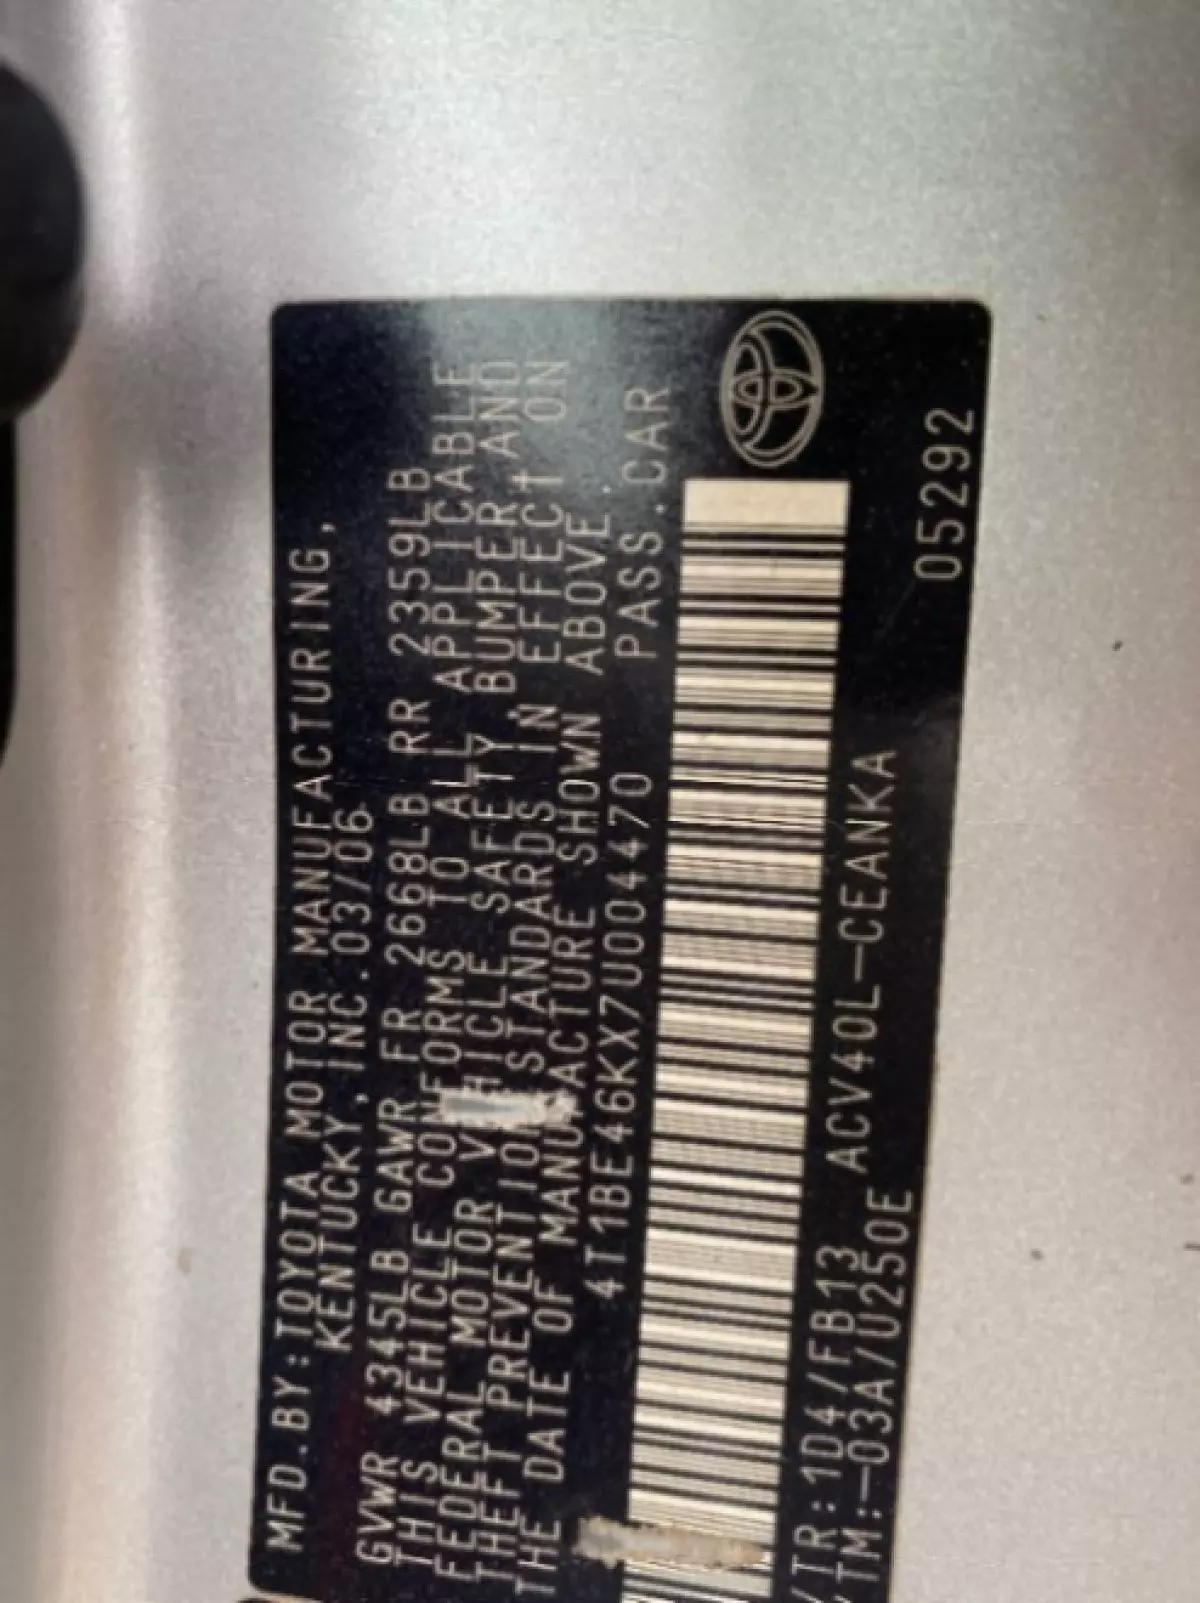 MFD.BY:TOYOTA MOTOR MANUFACTURING,
KENTUCKY,INC.03/06
GVWR 4345LB GAWR FR 2668LB RR 2359LB
THIS VEHICLE CONFORMS TO ALL APPLICABLE
FEDERAL MOTOR VEHICLE SAFETY BUMPER AND
THEFT PREVENTION STANDARDS IN EFFECT ON
THE DATE OF MANUFACTURE SHOWN ABOVE.
4T1BE46KX7U004470 PASS.CAR
/TR:1D4/FB13 ACV40L-CEANKA 05292
/TM:-03A/U250E